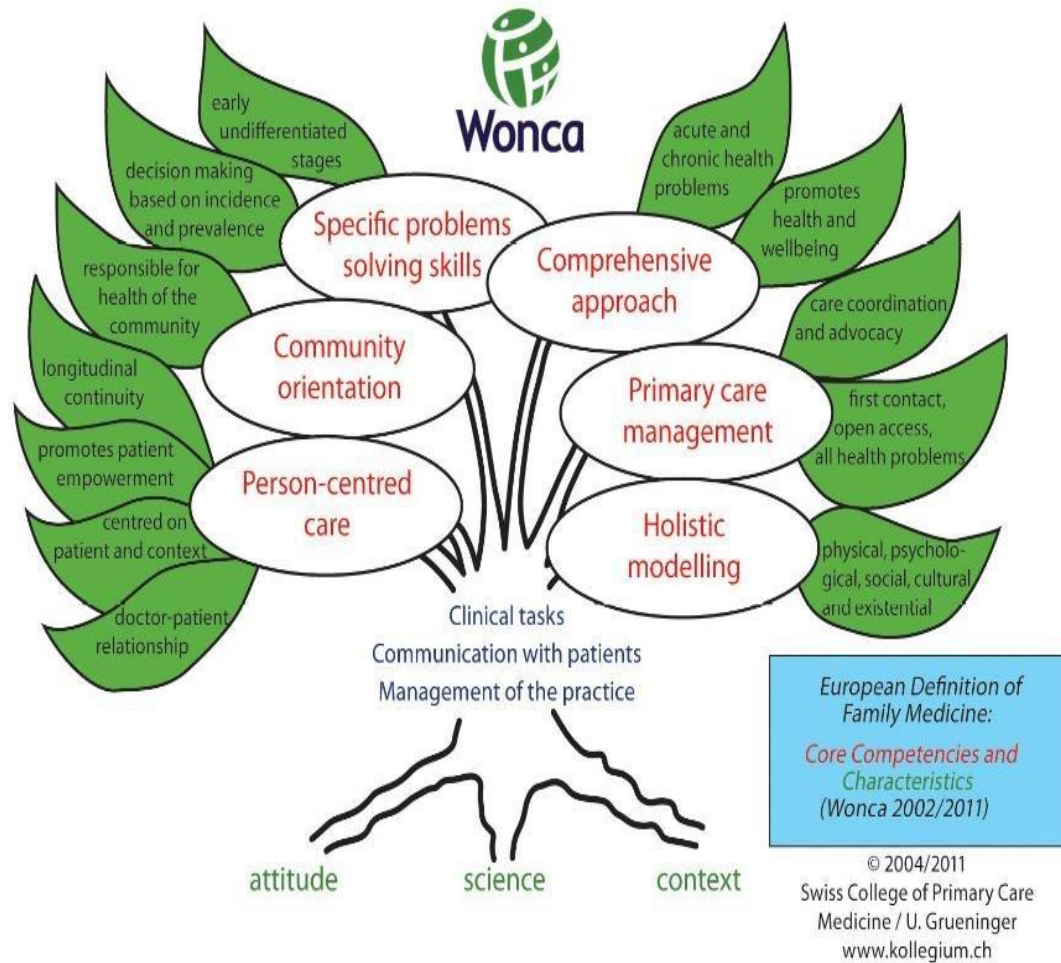 Wonca
early
undifferentiated
stages
decision making
based on incidence
and prevalence
responsible for
health of the
community
longitudinal
continuity
promotes patient
empowerment
centred on
patient and context
doctor-patient
relationship
Specific problems
solving skills
Community
orientation
Person-centred
care
Comprehensive
approach
Primary care
management
Holistic
modelling
acute and
chronic health
problems
promotes
health and
wellbeing
care coordination
and advocacy
first contact,
open access,
all health problems
physical, psycholo-
gical, social, cultural
and existential
Clinical tasks
Communication with patients
Management of the practice
attitude
science
context
European Definition of
Family Medicine:
Core Competencies and
Characteristics
(Wonca 2002/2011)
© 2004/2011
Swiss College of Primary Care
Medicine / U. Grueninger
www.kollegium.ch